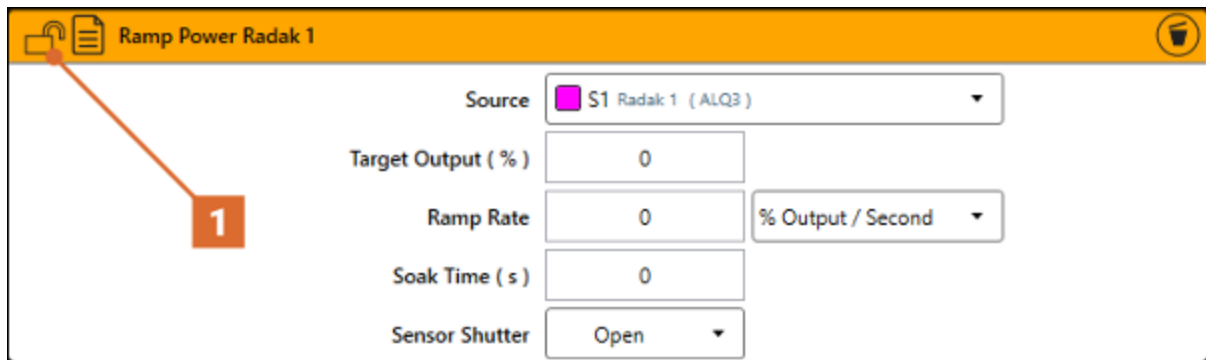 Ramp Power Radak 1
Source S1 Radak 1 ( ALQ3 )
Target Output ( % ) 0
1
Ramp Rate 0 % Output / Second
Soak Time ( s ) 0
Sensor Shutter Open